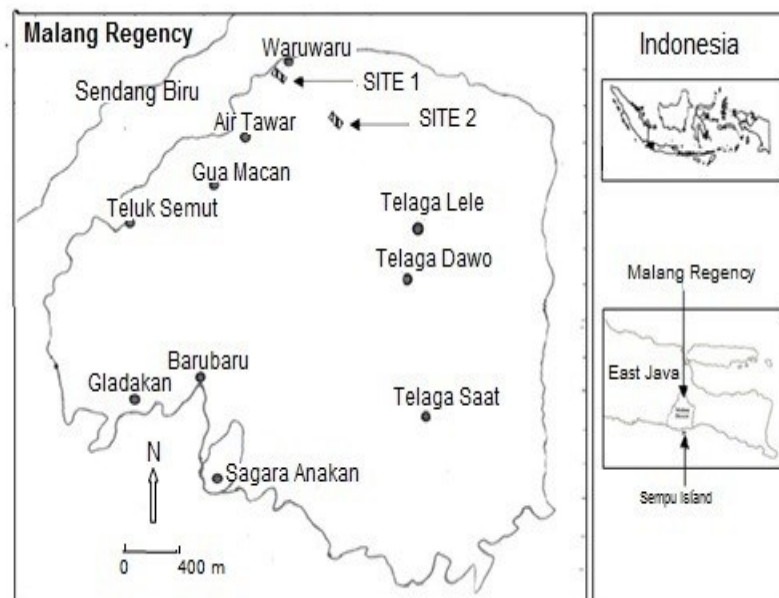 Malang Regency
Waruwaru
Sendang Biru
SITE 1
SITE 2
Air Tawar
Gua Macan
Teluk Semut
Telaga Lele
Telaga Dawo
Barubaru
Gladakan
Telaga Saat
N
Sagara Anakan
0 400 m
Indonesia
Malang Regency
East Java
Sempu Island